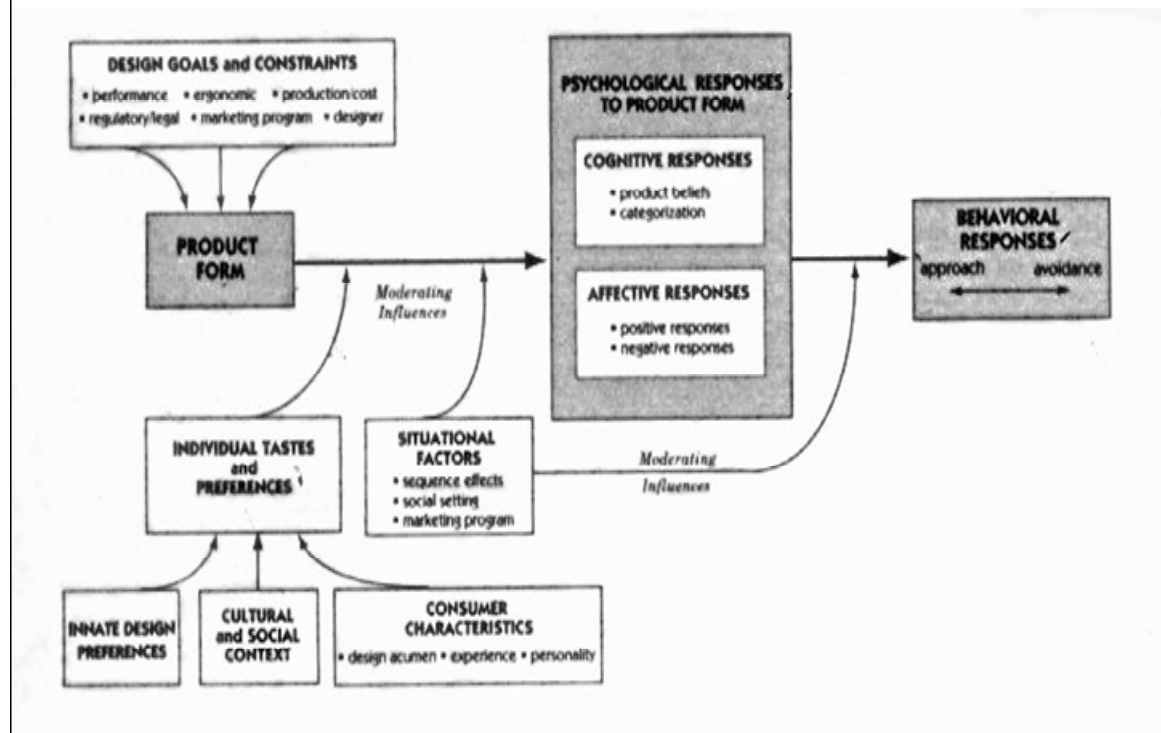 DESIGN GOALS and CONSTRAINTS
• performance • ergonomic • production/cost
• regulatory/legal • marketing program • designer
PRODUCT
FORM
Moderating
Influences
PSYCHOLOGICAL RESPONSES
TO PRODUCT FORM
COGNITIVE RESPONSES
• product beliefs
• categorization
AFFECTIVE RESPONSES
• positive responses
• negative responses
BEHAVIORAL
RESPONSES
approach avoidance
INDIVIDUAL TASTES
and
PREFERENCES
SITUATIONAL
FACTORS
• sequence effects
• social setting
• marketing program
Moderating
Influences
INNATE DESIGN
PREFERENCES
CULTURAL
and SOCIAL
CONTEXT
CONSUMER
CHARACTERISTICS
• design acumen • experience • personality